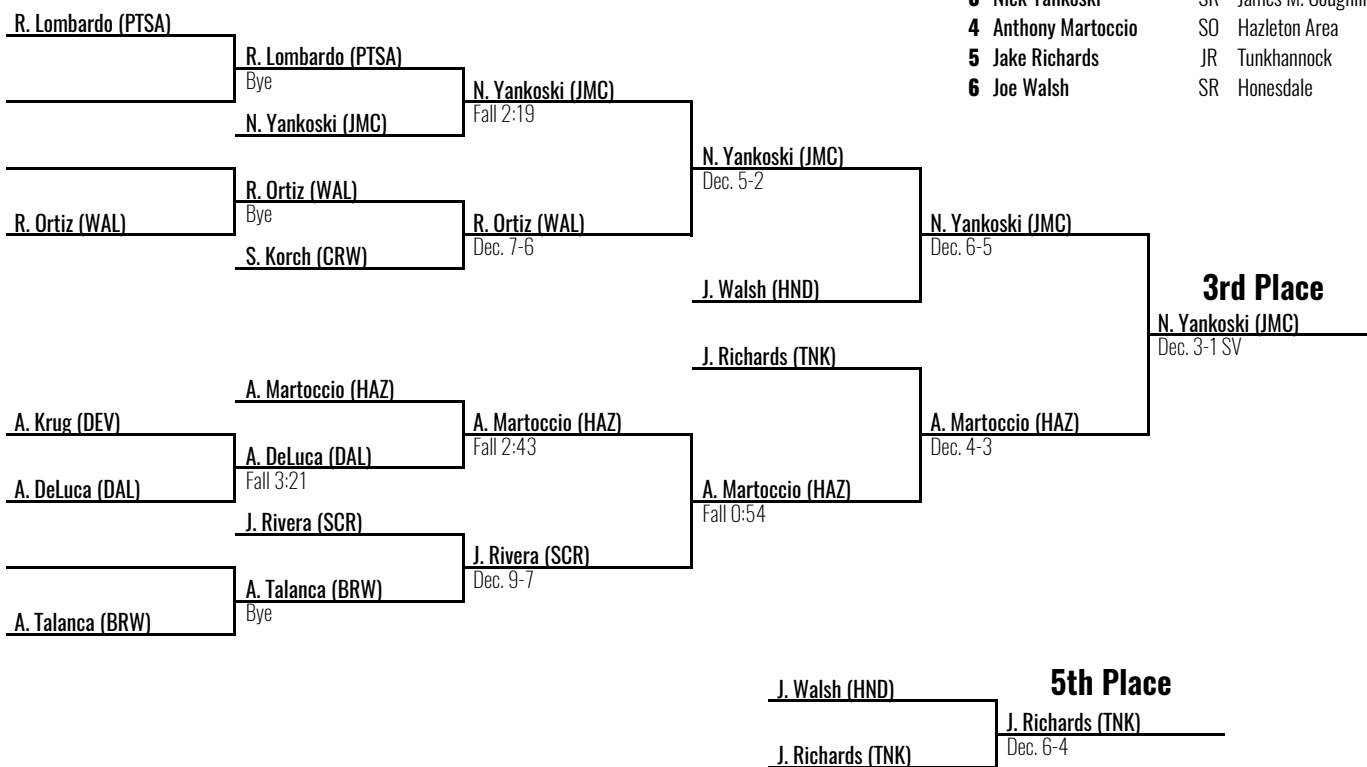 3 Nick Yankoski SR James M. Coughlin
4 Anthony Martoccio SO Hazleton Area
5 Jake Richards JR Tunkhannock
6 Joe Walsh SR Honesdale
R. Lombardo (PTSA)
R. Lombardo (PTSA)
Bye
N. Yankoski (JMC)
N. Yankoski (JMC)
Fall 2:19
R. Ortiz (WAL)
Bye
R. Ortiz (WAL)
S. Korch (CRW)
R. Ortiz (WAL)
Dec. 7-6
N. Yankoski (JMC)
Dec. 5-2
J. Walsh (HND)
N. Yankoski (JMC)
Dec. 6-5
3rd Place
N. Yankoski (JMC)
Dec. 3-1 SV
J. Richards (TNK)
A. Martoccio (HAZ)
A. Krug (DEV)
A. DeLuca (DAL)
Fall 3:21
A. DeLuca (DAL)
A. Martoccio (HAZ)
Fall 2:43
J. Rivera (SCR)
A. Talanca (BRW)
Bye
A. Talanca (BRW)
J. Rivera (SCR)
Dec. 9-7
A. Martoccio (HAZ)
Fall 0:54
A. Martoccio (HAZ)
Dec. 4-3
5th Place
J. Walsh (HND)
J. Richards (TNK)
J. Richards (TNK)
Dec. 6-4